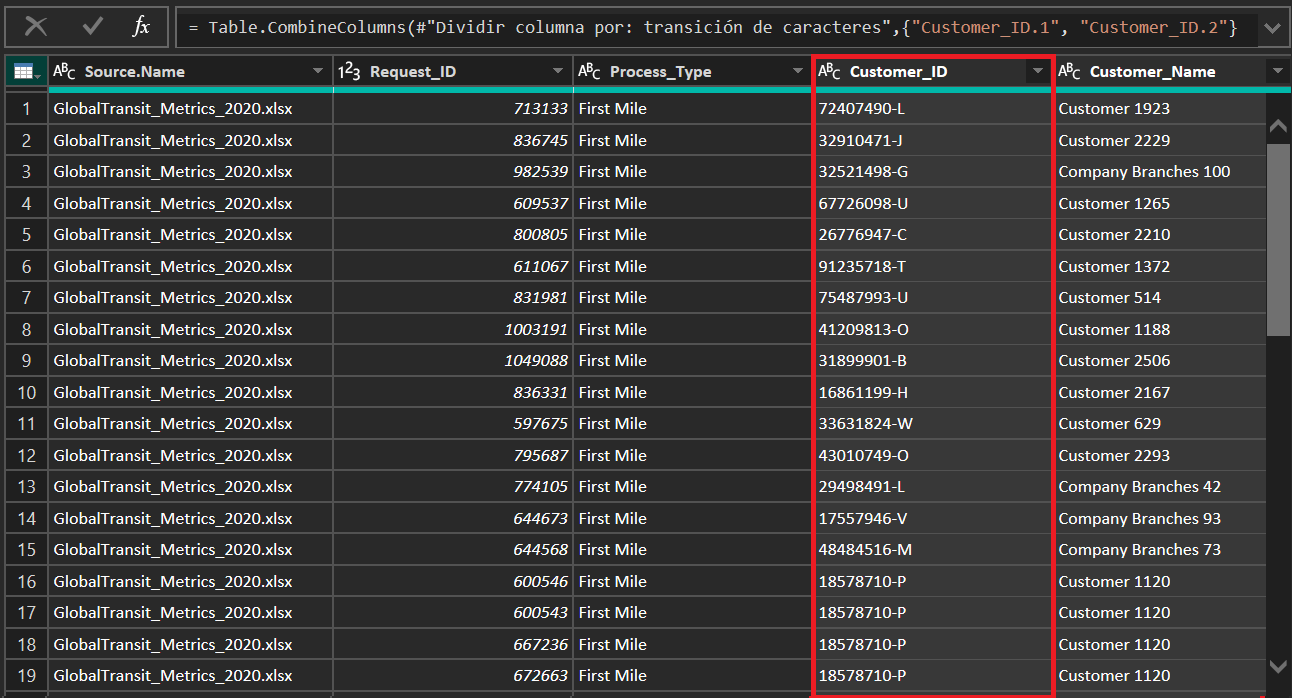 fx = Table.CombineColumns(#"Dividir columna por: transición de caracteres",{"Customer_ID.1", "Customer_ID.2"}
ABC Source.Name 123 Request_ID ABC Process_Type ABC Customer_ID ABC Customer_Name
1 GlobalTransit_Metrics_2020.xlsx 713133 First Mile 72407490-L Customer 1923
2 GlobalTransit_Metrics_2020.xlsx 836745 First Mile 32910471-J Customer 2229
3 GlobalTransit_Metrics_2020.xlsx 982539 First Mile 32521498-G Company Branches 100
4 GlobalTransit_Metrics_2020.xlsx 609537 First Mile 67726098-U Customer 1265
5 GlobalTransit_Metrics_2020.xlsx 800805 First Mile 26776947-C Customer 2210
6 GlobalTransit_Metrics_2020.xlsx 611067 First Mile 91235718-T Customer 1372
7 GlobalTransit_Metrics_2020.xlsx 831981 First Mile 75487993-U Customer 514
8 GlobalTransit_Metrics_2020.xlsx 1003191 First Mile 41209813-O Customer 1188
9 GlobalTransit_Metrics_2020.xlsx 1049088 First Mile 31899901-B Customer 2506
10 GlobalTransit_Metrics_2020.xlsx 836331 First Mile 16861199-H Customer 2167
11 GlobalTransit_Metrics_2020.xlsx 597675 First Mile 33631824-W Customer 629
12 GlobalTransit_Metrics_2020.xlsx 795687 First Mile 43010749-O Customer 2293
13 GlobalTransit_Metrics_2020.xlsx 774105 First Mile 29498491-L Company Branches 42
14 GlobalTransit_Metrics_2020.xlsx 644673 First Mile 17557946-V Company Branches 93
15 GlobalTransit_Metrics_2020.xlsx 644568 First Mile 48484516-M Company Branches 73
16 GlobalTransit_Metrics_2020.xlsx 600546 First Mile 18578710-P Customer 1120
17 GlobalTransit_Metrics_2020.xlsx 600543 First Mile 18578710-P Customer 1120
18 GlobalTransit_Metrics_2020.xlsx 667236 First Mile 18578710-P Customer 1120
19 GlobalTransit_Metrics_2020.xlsx 672663 First Mile 18578710-P Customer 1120